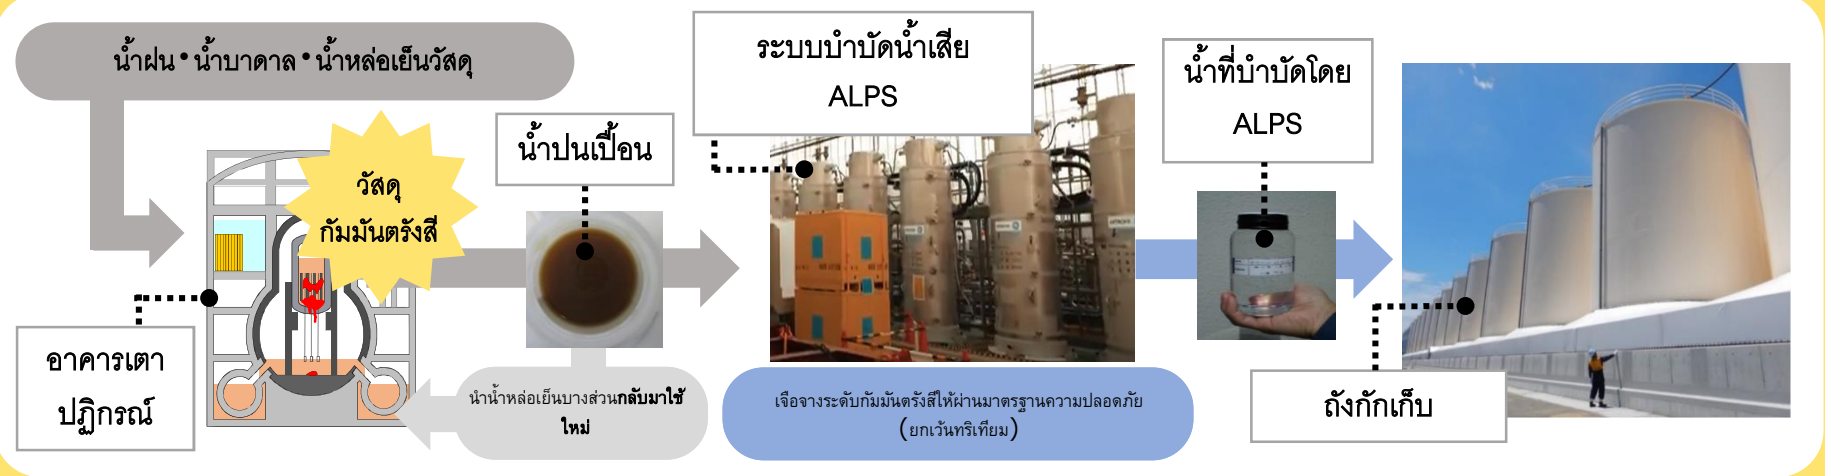 น้ำฝน•น้ำบาดาล•น้ำหล่อเย็นวัสดุ
วัสดุ
กัมมันตรังสี
อาคารเตา
ปฏิกรณ์
น้ำปนเปื้อน
นำน้ำหล่อเย็นบางส่วนกลับมาใช้
ใหม่
ระบบบำบัดน้ำเสีย
ALPS
เจือจางระดับกัมมันตรังสีให้ผ่านมาตรฐานความปลอดภัย
(ยกเว้นทริเทียม)
น้ำที่บำบัดโดย
ALPS
ถังกักเก็บ